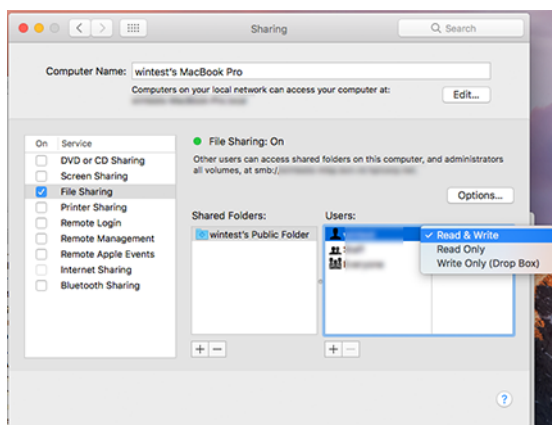 Sharing
Search
Computer Name: wintest's MacBook Pro
Computers on your local network can access your computer at:
Edit...
On Service
DVD or CD Sharing
Screen Sharing
File Sharing
Printer Sharing
Remote Login
Remote Management
Remote Apple Events
Internet Sharing
Bluetooth Sharing
File Sharing: On
Other users can access shared folders on this computer, and administrators
all volumes, at smb:/
Options...
Shared Folders: Users:
wintest's Public Folder
Read & Write
Read Only
Write Only (Drop Box)